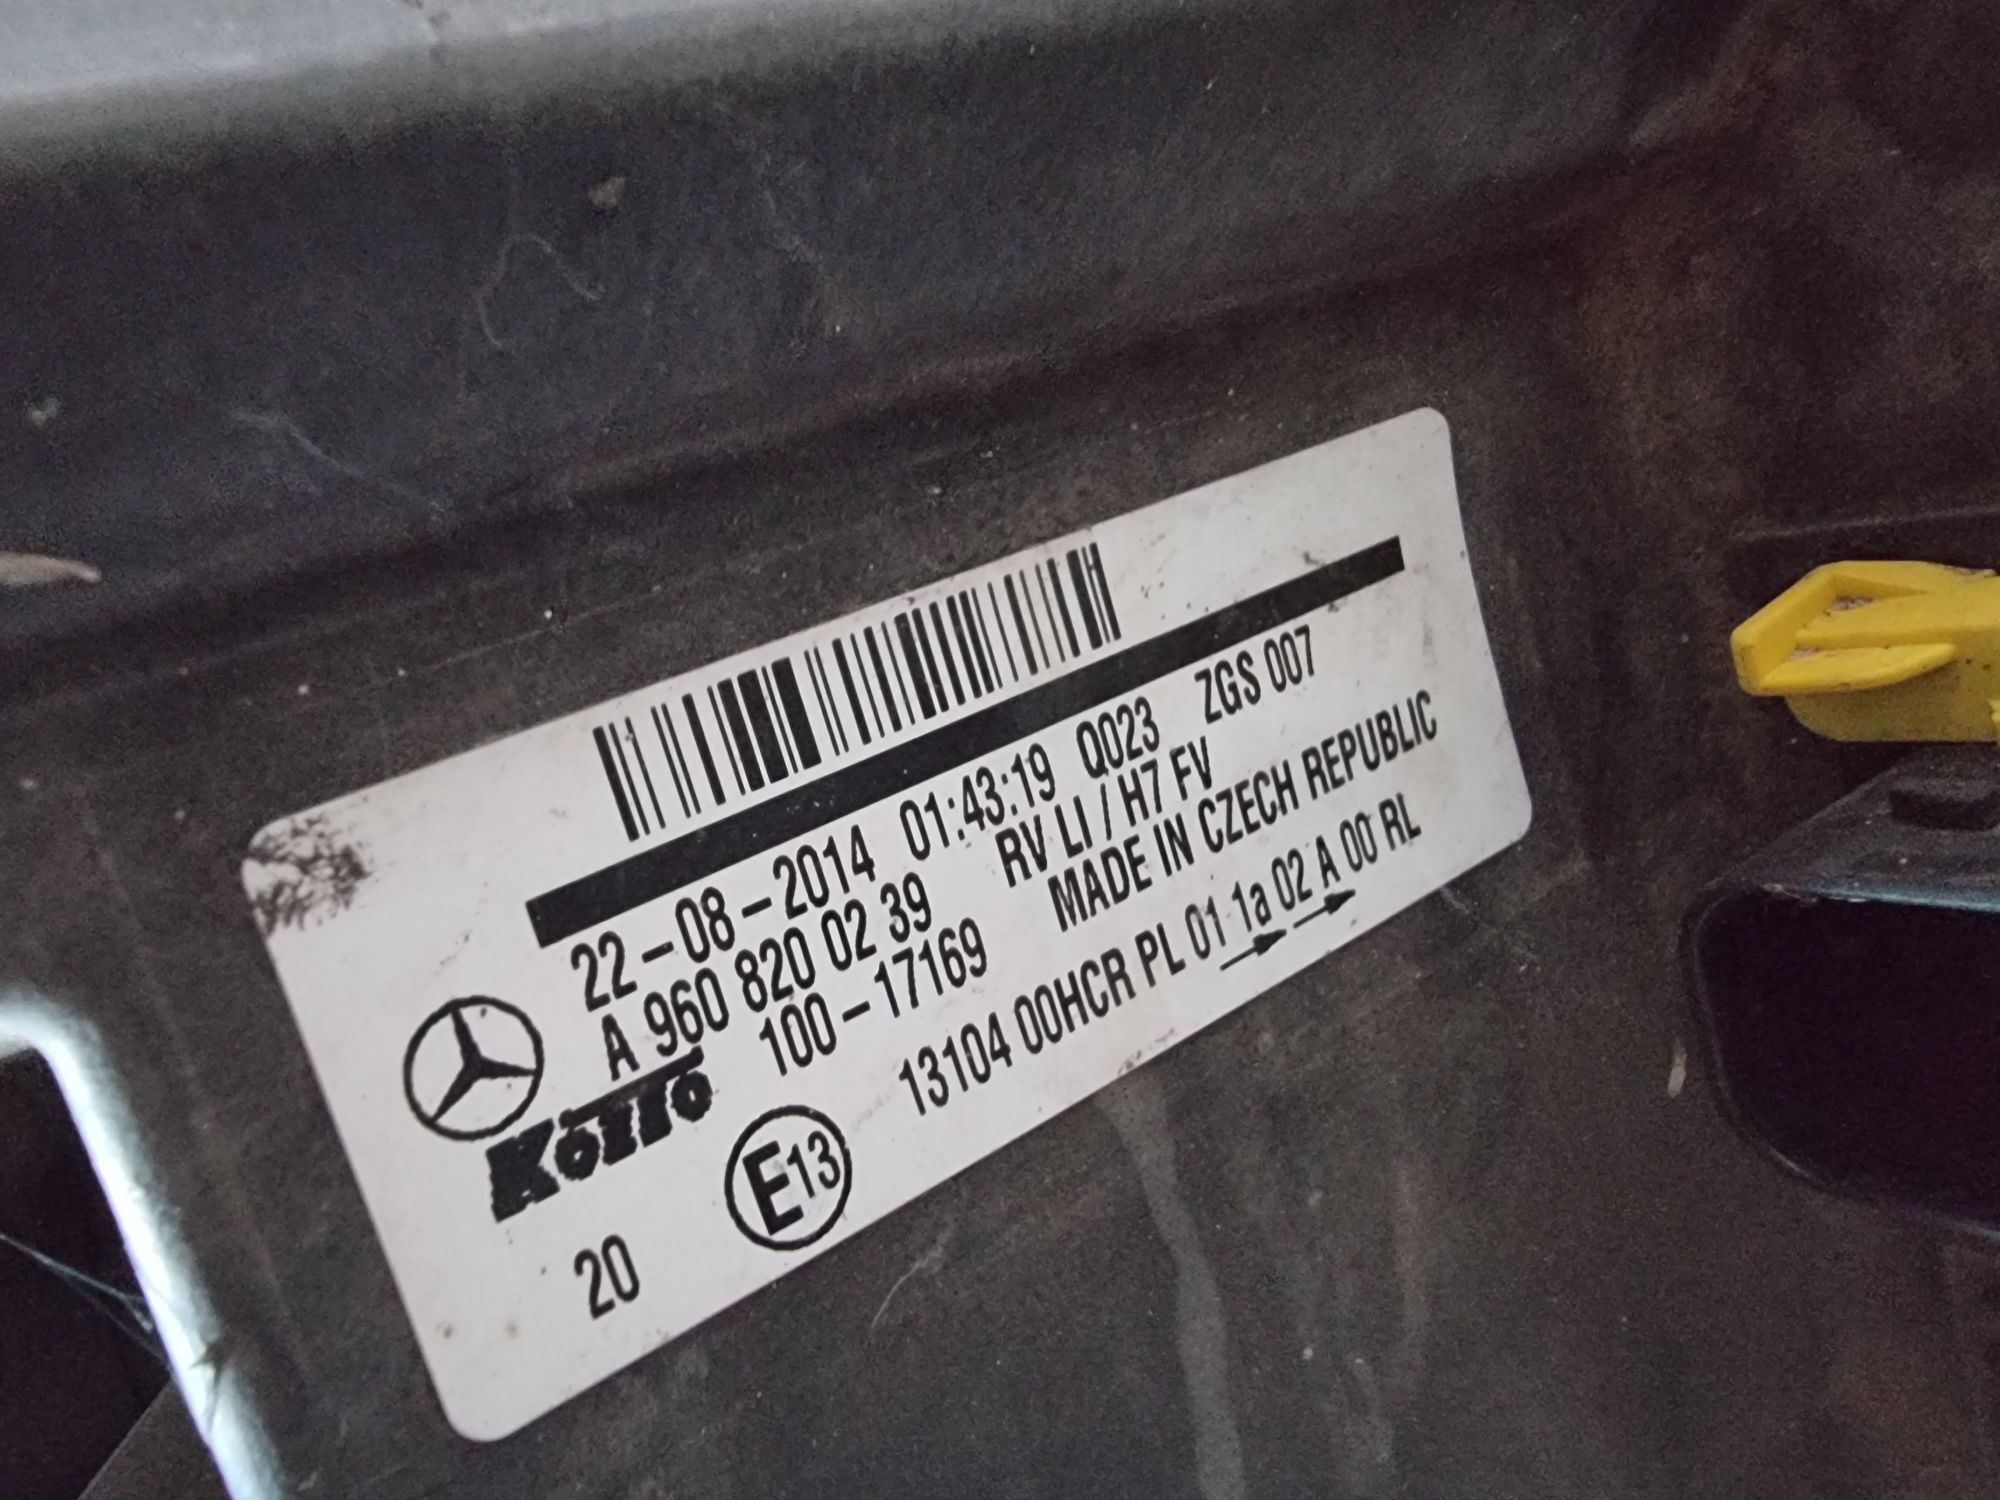 22-08-2014 01:43:19 Q023 ZGS 007
A 960 820 02 39 RV LI / H7 FV
100-17169 MADE IN CZECH REPUBLIC
E13 13104 00HCR PL 01 1a 02 A 00 RL
20